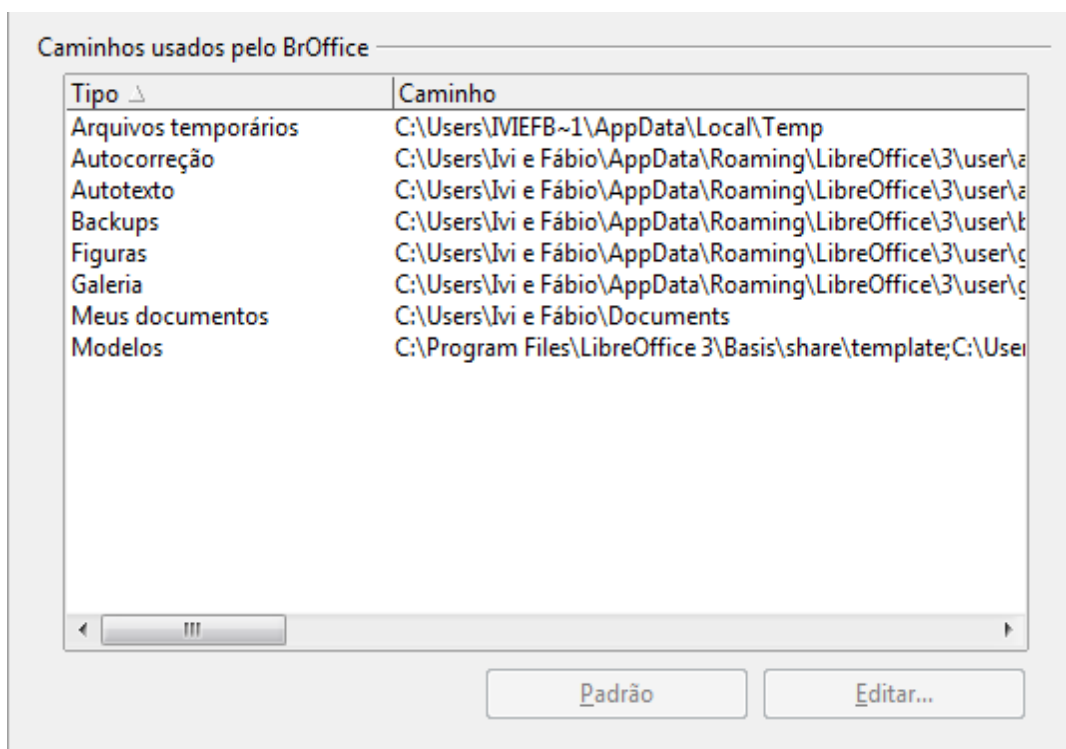 Caminhos usados pelo BrOffice
Tipo Caminho
Arquivos temporários C:\Users\IVIEFB~1\AppData\Local\Temp
Autocorreção C:\Users\Ivi e Fábio\AppData\Roaming\LibreOffice\3\user\a
Autotexto C:\Users\Ivi e Fábio\AppData\Roaming\LibreOffice\3\user\a
Backups C:\Users\Ivi e Fábio\AppData\Roaming\LibreOffice\3\user\b
Figuras C:\Users\Ivi e Fábio\AppData\Roaming\LibreOffice\3\user\g
Galeria C:\Users\Ivi e Fábio\AppData\Roaming\LibreOffice\3\user\g
Meus documentos C:\Users\Ivi e Fábio\Documents
Modelos C:\Program Files\LibreOffice 3\Basis\share\template;C:\User
Padrão Editar...